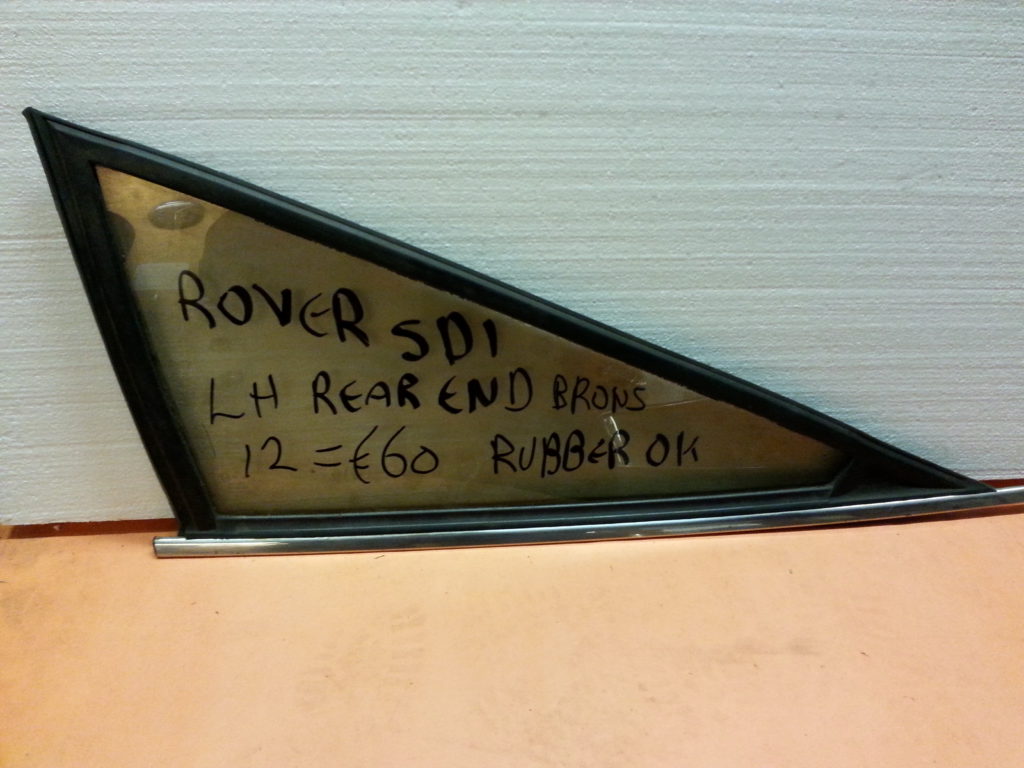 ROVER SD1
LH REAR END BRONS
12 = €60 RUBBER OK